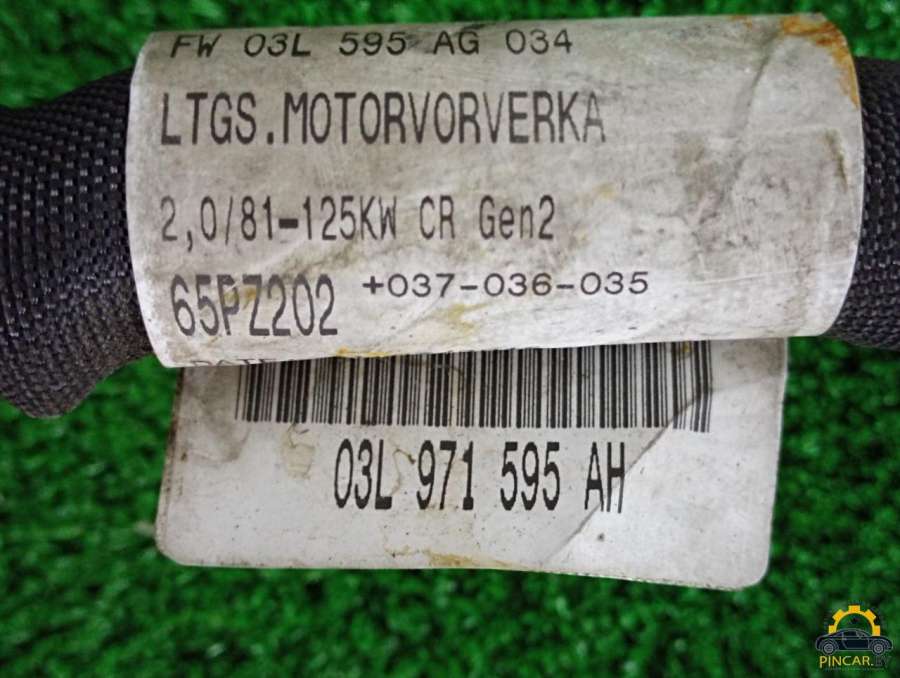 FW 03L 595 AG 034
LTGS.MOTORVORVERKA
2,0/81-125KW CR Gen2
65PZ202 +037-036-035
DATE
03L 971 595 AH
PINCAR.BY